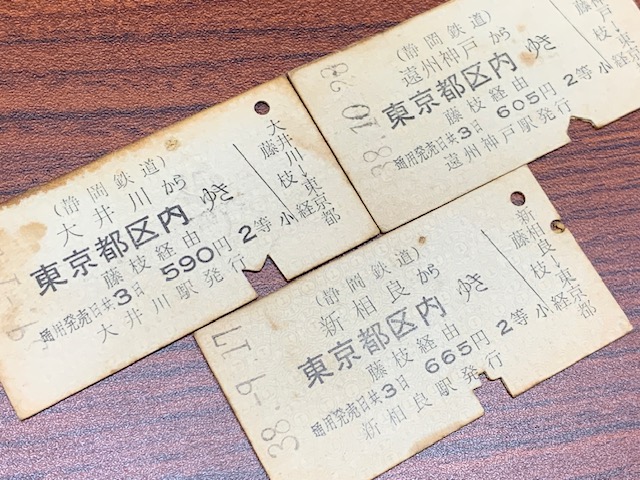 (静岡鉄道)
大井川から
東京都区内ゆき
藤枝経由
通用発売日共3日 590円 2等
大井川駅発行
小
大井川→東京都
藤枝経
38.10.28
(静岡鉄道)
遠州神戸から
東京都区内ゆき
藤枝経由
通用発売日共3日 605円 2等
遠州神戸駅発行
小
神戸→東
藤枝
38.-9.17
(静岡鉄道)
新相良から
東京都区内ゆき
藤枝経由
通用発売日共3日 665円 2等
新相良駅発行
小
新相良→東京都
藤枝経